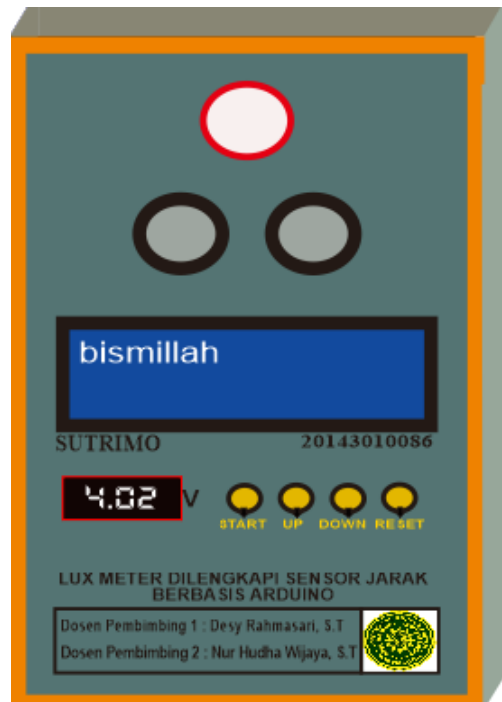 bismillah
SUTRIMO 20143010086
4.02 V
START UP DOWN RESET
LUX METER DILENGKAPI SENSOR JARAK
BERBASIS ARDUINO
Dosen Pembimbing 1 : Desy Rahmasari, S.T
Dosen Pembimbing 2 : Nur Hudha Wijaya, S.T